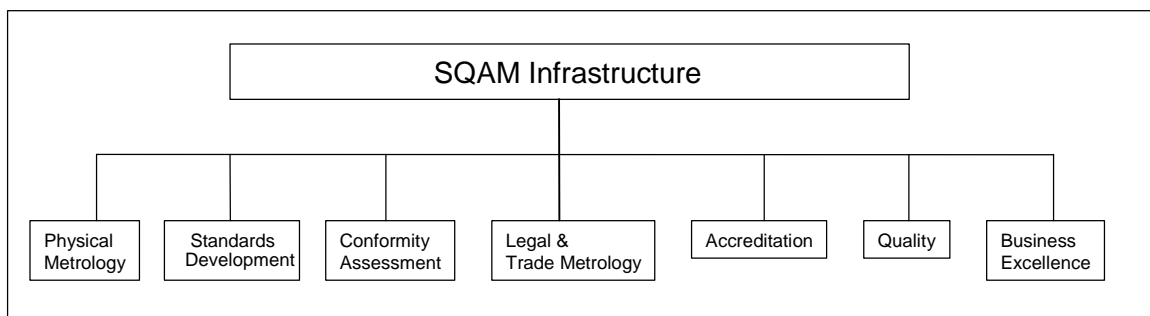 SQAM Infrastructure
Physical
Metrology
Standards
Development
Conformity
Assessment
Legal &
Trade Metrology
Accreditation
Quality
Business
Excellence